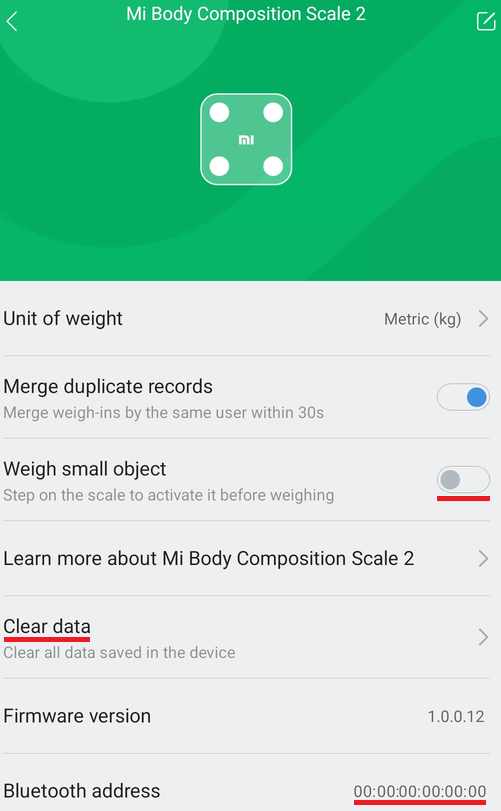 Mi Body Composition Scale 2
mi
Unit of weight
Metric (kg)
Merge duplicate records
Merge weigh-ins by the same user within 30s
Weigh small object
Step on the scale to activate it before weighing
Learn more about Mi Body Composition Scale 2
Clear data
Clear all data saved in the device
Firmware version
1.0.0.12
Bluetooth address
00:00:00:00:00:00